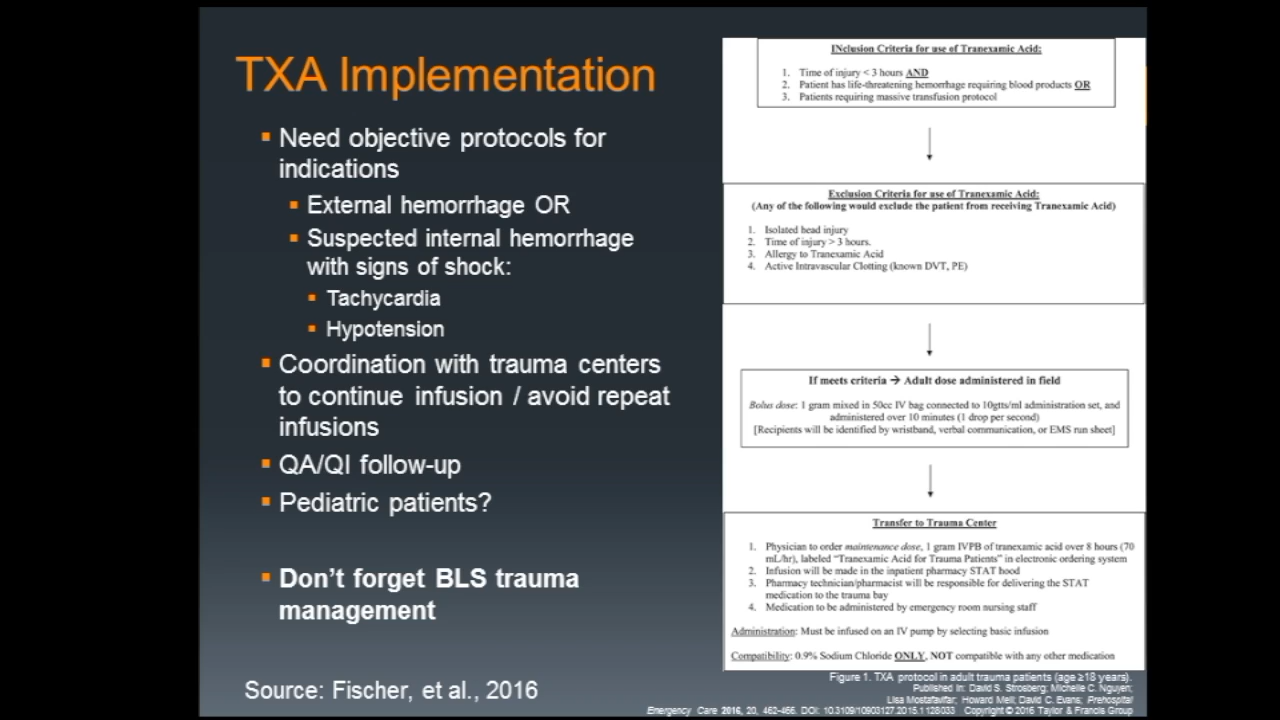 TXA Implementation
Need objective protocols for
indications
External hemorrhage OR
Suspected internal hemorrhage
with signs of shock:
Tachycardia
Hypotension
Coordination with trauma centers
to continue infusion / avoid repeat
infusions
QA/QI follow-up
Pediatric patients?
Don't forget BLS trauma
management
Source: Fischer, et al., 2016
INclusion Criteria for use of Tranexamic Acid:
1. Time of injury < 3 hours AND
2. Patient has life-threatening hemorrhage requiring blood products OR
3. Patients requiring massive transfusion protocol
Exclusion Criteria for use of Tranexamic Acid:
(Any of the following would exclude the patient from receiving Tranexamic Acid)
1. Isolated head injury
2. Time of injury > 3 hours.
3. Allergy to Tranexamic Acid
4. Active Intravascular Clotting (known DVT, PE)
If meets criteria → Adult dose administered in field
Bolus dose: 1 gram mixed in 50cc IV bag connected to 10gtts/ml administration set, and
administered over 10 minutes (1 drop per second)
[Recipients will be identified by wristband, verbal communication, or EMS run sheet]
Transfer to Trauma Center
1. Physician to order maintenance dose, 1 gram IVPB of tranexamic acid over 8 hours (70
mL/hr), labeled "Tranexamic Acid for Trauma Patients" in electronic ordering system
2. Infusion will be made in the inpatient pharmacy STAT hood
3. Pharmacy technician/pharmacist will be responsible for delivering the STAT
medication to the trauma bay
4. Medication to be administered by emergency room nursing staff
Administration: Must be infused on an IV pump by selecting basic infusion
Compatibility: 0.9% Sodium Chloride ONLY, NOT compatible with any other medication
Figure 1. TXA protocol in adult trauma patients (age ≥18 years).
Published in: David S. Strosberg; Michelle C. Nguyen;
Lisa Mostafavifar; Howard Mell; David C. Evans; Prehospital
Emergency Care 2016, 20, 462-466. DOI: 10.3109/10903127.2015.1128033 Copyright © 2016 Taylor & Francis Group